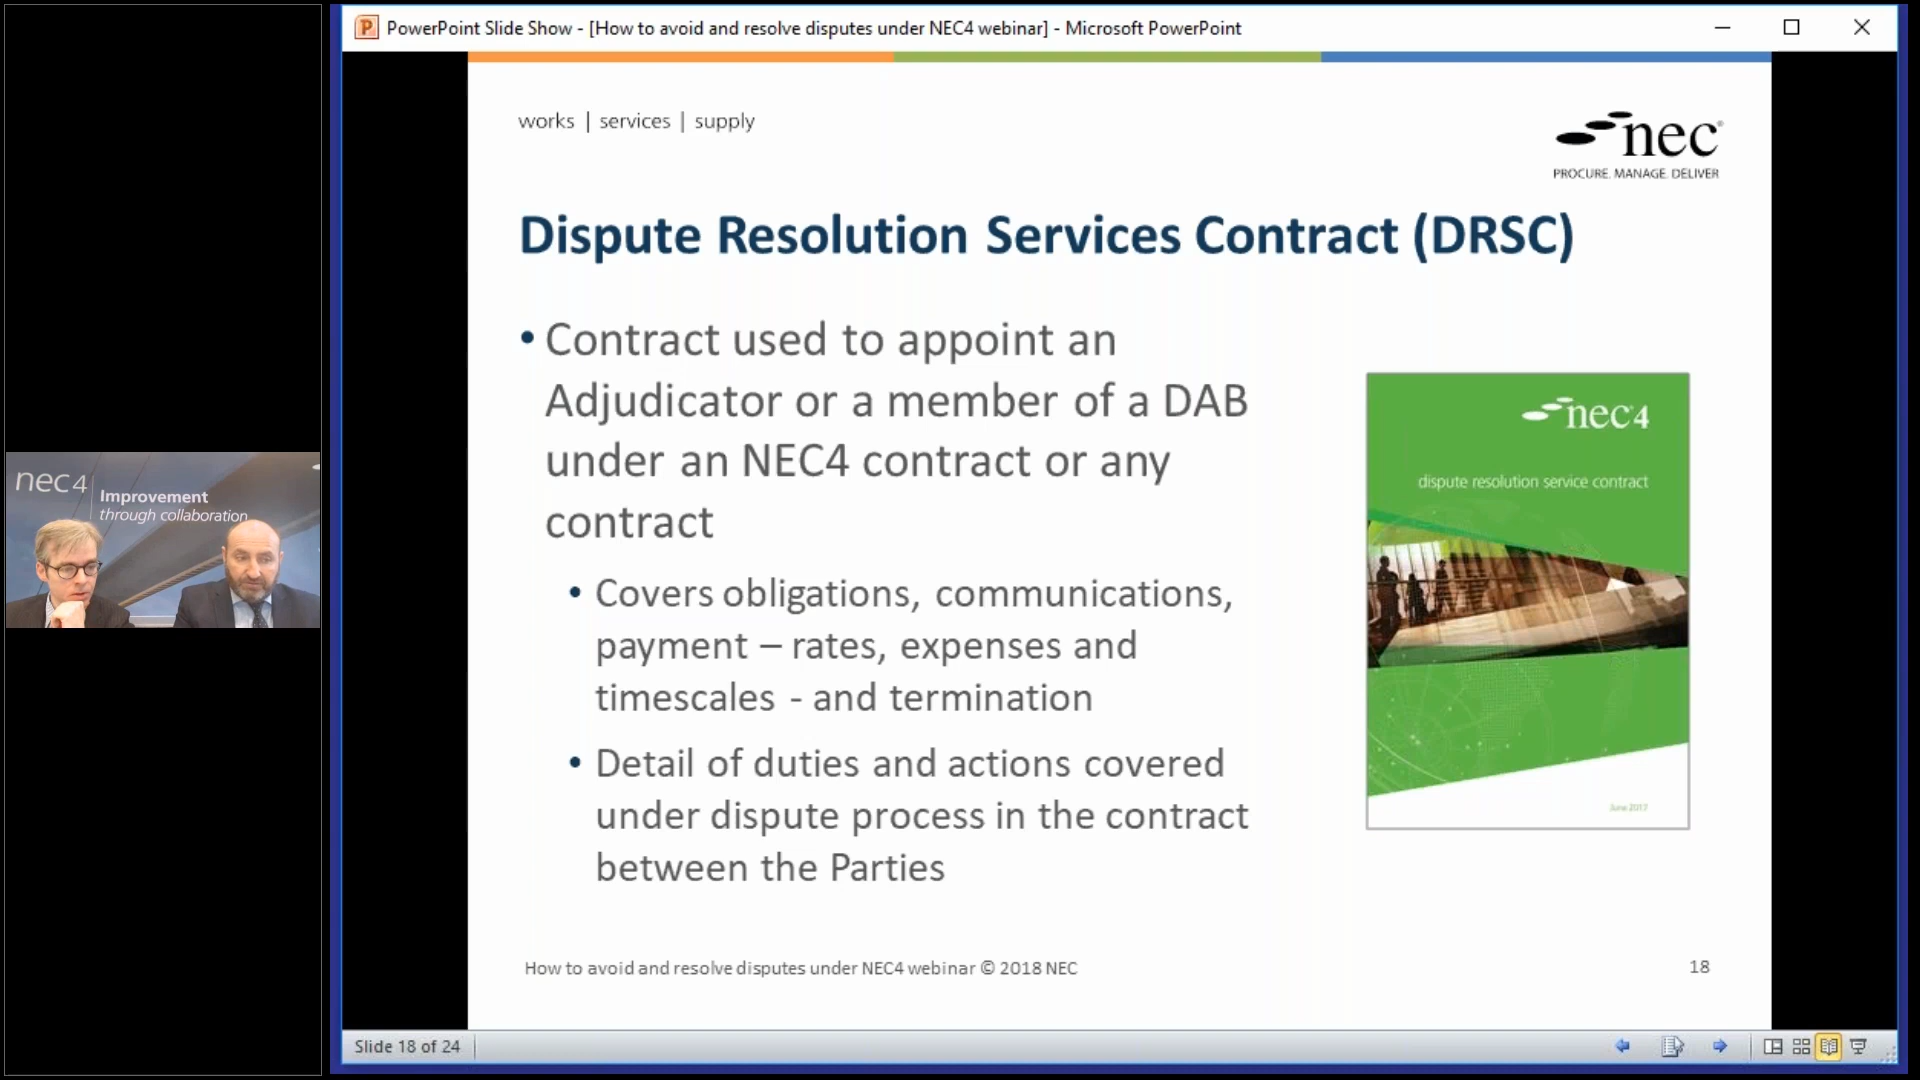 PowerPoint Slide Show - [How to avoid and resolve disputes under NEC4 webinar] - Microsoft PowerPoint
works | services | supply
nec®
PROCURE. MANAGE. DELIVER
Dispute Resolution Services Contract (DRSC)
• Contract used to appoint an
Adjudicator or a member of a DAB
under an NEC4 contract or any
contract
• Covers obligations, communications,
payment – rates, expenses and
timescales - and termination
• Detail of duties and actions covered
under dispute process in the contract
between the Parties
nec4
dispute resolution service contract
June 2017
nec4
Improvement
through collaboration
How to avoid and resolve disputes under NEC4 webinar © 2018 NEC
18
Slide 18 of 24